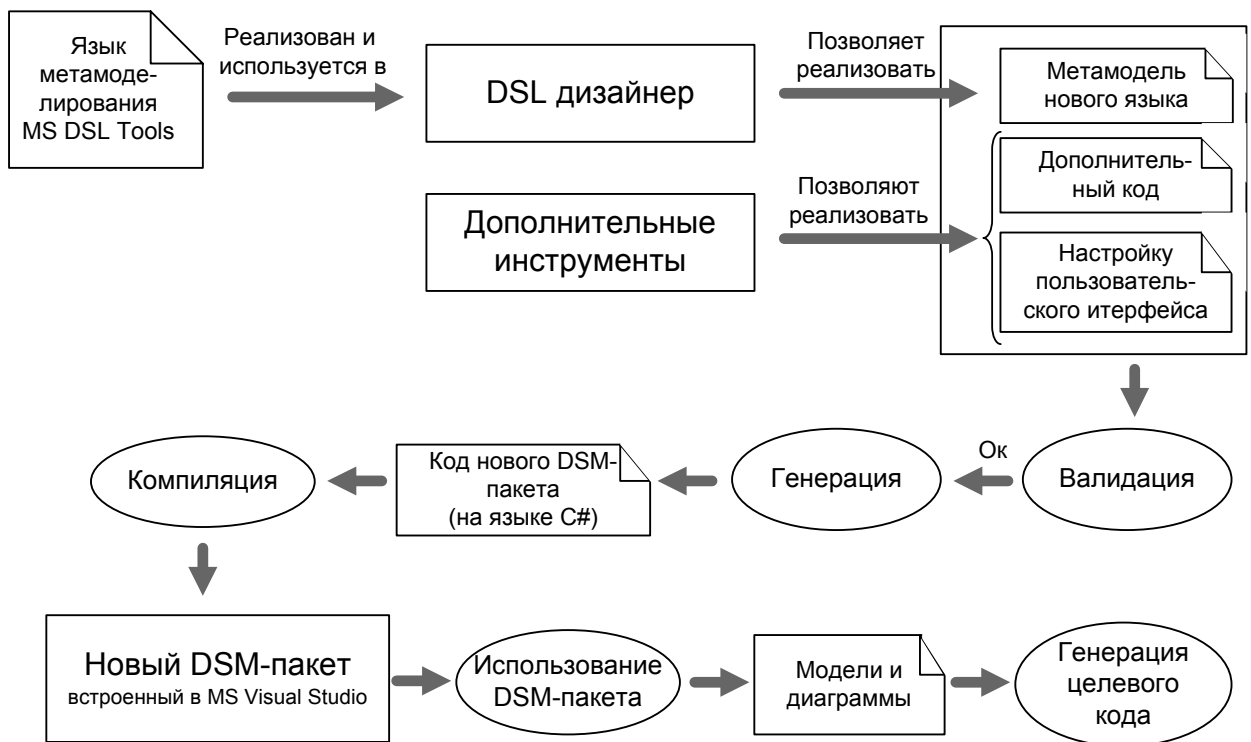 Язык
метамоде-
лирования
MS DSL Tools
Реализован и
используется в
DSL дизайнер
Позволяет
реализовать
Метамодель
нового языка
Дополнительные
инструменты
Позволяют
реализовать
Дополнитель-
ный код
Настройку
пользователь-
ского итерфейса
Валидация
Ок
Генерация
Код нового DSM-
пакета
(на языке C#)
Компиляция
Новый DSM-пакет
встроенный в MS Visual Studio
Использование
DSM-пакета
Модели и
диаграммы
Генерация
целевого
кода